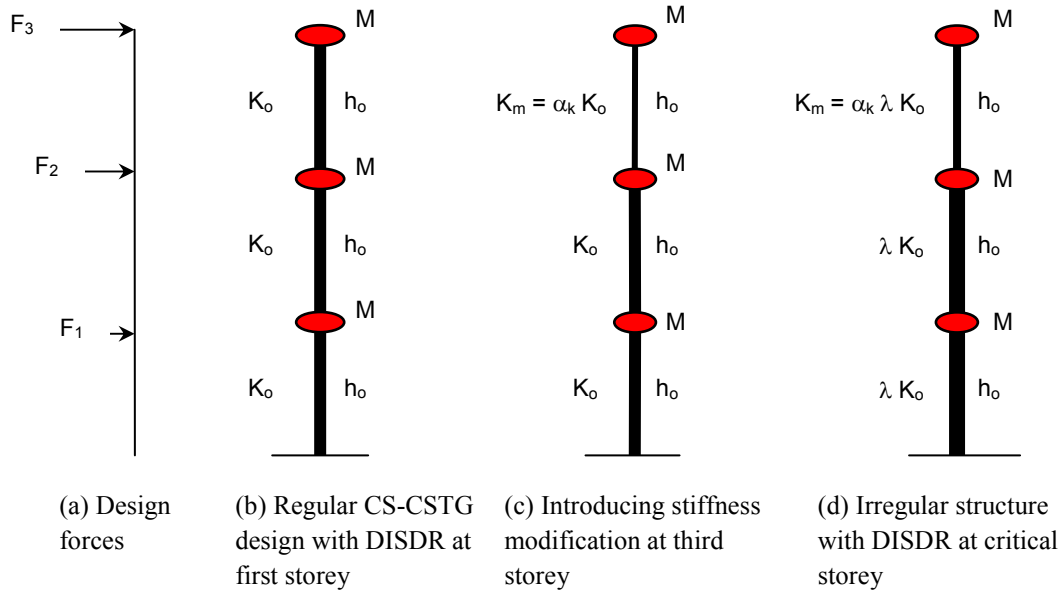 F3
F2
F1
M
Ko ho
M
Ko ho
M
Ko ho
M
Km = αk Ko ho
M
Ko ho
M
Ko ho
M
Km = αk λ Ko ho
M
λ Ko ho
M
λ Ko ho
(a) Design
forces
(b) Regular CS-CSTG
design with DISDR at
first storey
(c) Introducing stiffness
modification at third
storey
(d) Irregular structure
with DISDR at critical
storey